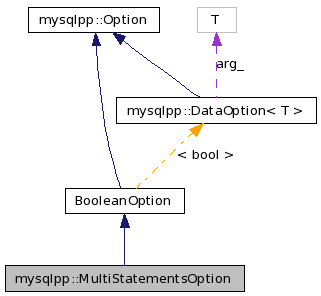 mysqlpp::Option
T
arg_
mysqlpp::DataOption< T >
< bool >
BooleanOption
mysqlpp::MultiStatementsOption